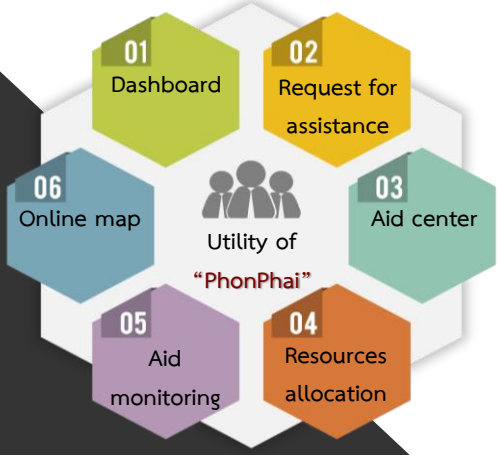 01
Dashboard
02
Request for
assistance
03
Aid center
04
Resources
allocation
05
Aid
monitoring
06
Online map
Utility of
“PhonPhai”